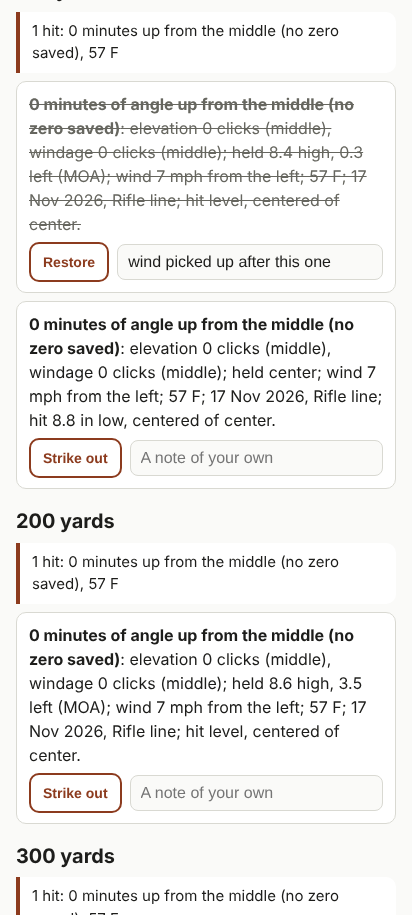 1 hit: 0 minutes up from the middle (no zero
saved), 57 F
0 minutes of angle up from the middle (no
zero saved): elevation 0 clicks (middle),
windage 0 clicks (middle); held 8.4 high, 0.3
left (MOA); wind 7 mph from the left; 57 F; 17
Nov 2026, Rifle line; hit level, centered of
center.
Restore
wind picked up after this one
0 minutes of angle up from the middle (no
zero saved): elevation 0 clicks (middle),
windage 0 clicks (middle); held center; wind 7
mph from the left; 57 F; 17 Nov 2026, Rifle line;
hit 8.8 in low, centered of center.
Strike out
A note of your own
200 yards
1 hit: 0 minutes up from the middle (no zero
saved), 57 F
0 minutes of angle up from the middle (no
zero saved): elevation 0 clicks (middle),
windage 0 clicks (middle); held 8.6 high, 3.5
left (MOA); wind 7 mph from the left; 57 F; 17
Nov 2026, Rifle line; hit level, centered of
center.
Strike out
A note of your own
300 yards
1 hit: 0 minutes up from the middle (no zero